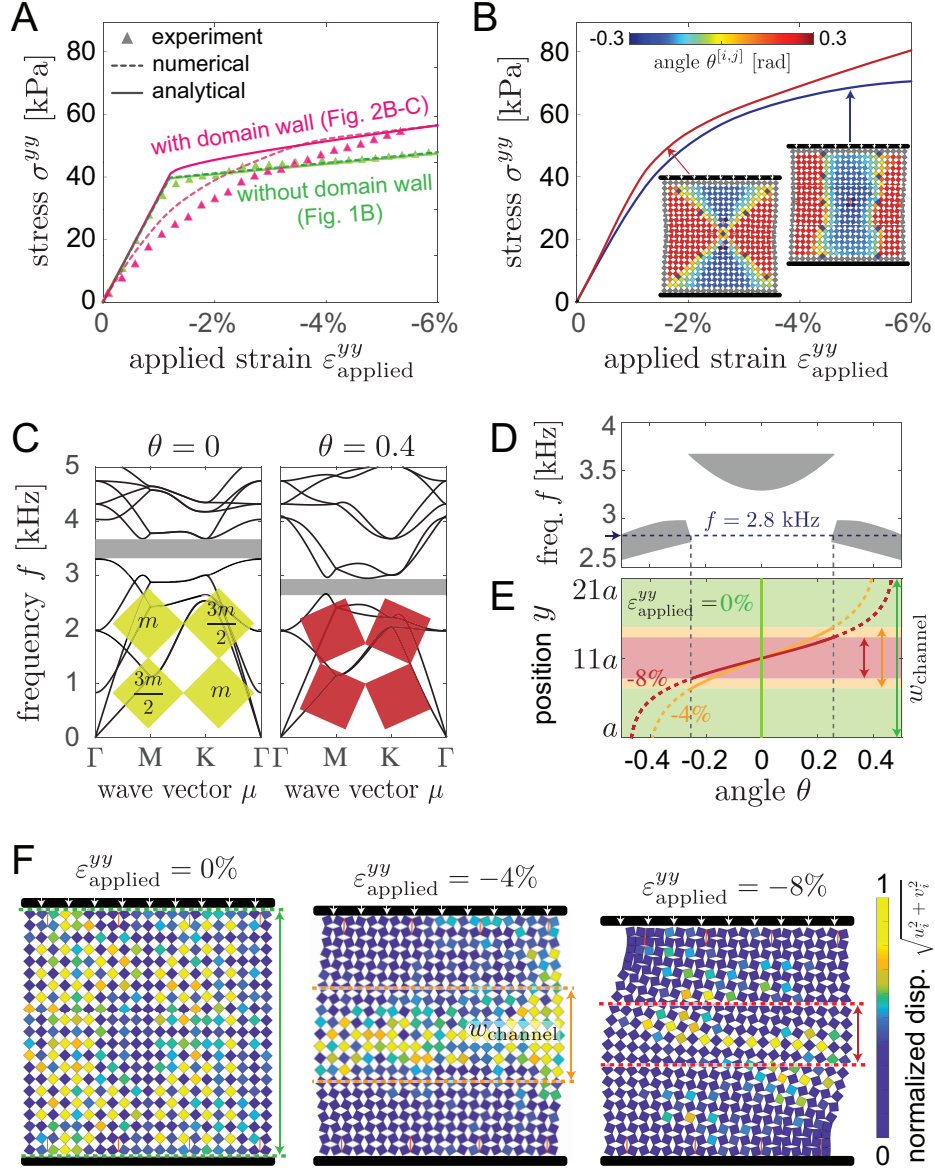 A
experiment
numerical
analytical
with domain wall (Fig. 2B-C)
without domain wall
(Fig. 1B)
stress σ^yy [kPa]
80
60
40
20
0
0 -2% -4% -6%
applied strain ε^yy_applied
B
-0.3 0.3
angle θ^[i,j] [rad]
stress σ^yy [kPa]
80
60
40
20
0
0 -2% -4% -6%
applied strain ε^yy_applied
C
θ = 0 θ = 0.4
frequency f [kHz]
5
4
3
2
1
0
m 3m/2
3m/2 m
Γ M K Γ
Γ M K Γ
wave vector μ wave vector μ
D
freq. f [kHz]
4
3.5
3
2.5
f = 2.8 kHz
E
position y
21a
11a
a
ε^yy_applied = 0%
-8%
-4%
w_channel
-0.4 -0.2 0 0.2 0.4
angle θ
F
ε^yy_applied = 0%
ε^yy_applied = −4%
ε^yy_applied = −8%
w_channel
1
0
normalized disp. √(u_i^2 + v_i^2)